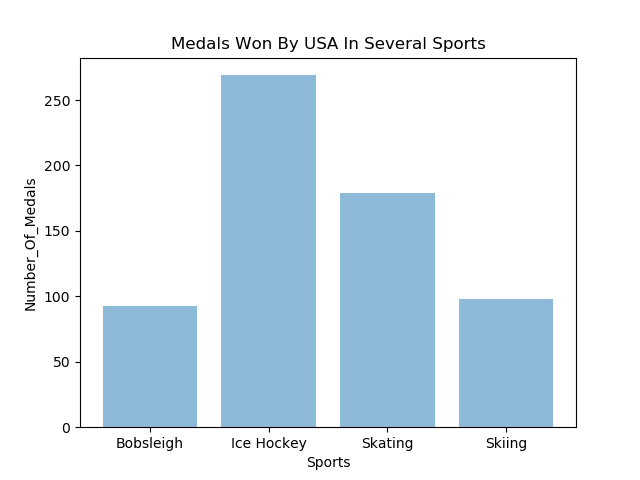 Medals Won By USA In Several Sports
Number_Of_Medals
250
200
150
100
50
0
Bobsleigh Ice Hockey Skating Skiing
Sports